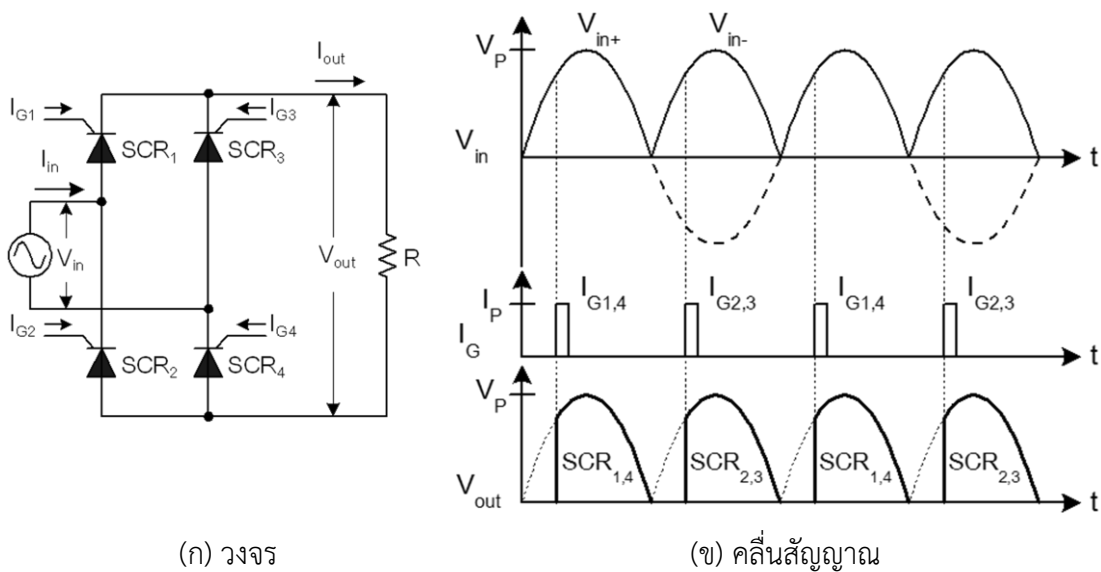 I_out
I_G1
I_G3
SCR_1
SCR_3
I_in
V_in
V_out
R
I_G2
I_G4
SCR_2
SCR_4
(ก) วงจร
V_in+
V_in-
V_P
V_in
t
I_P
I_G
I_G1,4
I_G2,3
I_G1,4
I_G2,3
t
V_P
V_out
SCR_1,4
SCR_2,3
SCR_1,4
SCR_2,3
t
(ข) คลื่นสัญญาณ